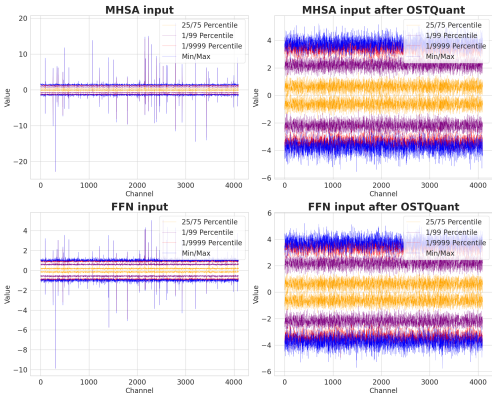 MHSA input
25/75 Percentile
1/99 Percentile
1/9999 Percentile
Min/Max
Value
20
10
0
−10
−20
0
1000
2000
3000
4000
Channel
MHSA input after OSTQuant
25/75 Percentile
1/99 Percentile
1/9999 Percentile
Min/Max
Value
4
2
0
−2
−4
−6
0
1000
2000
3000
4000
Channel
FFN input
25/75 Percentile
1/99 Percentile
1/9999 Percentile
Min/Max
Value
4
2
0
−2
−4
−6
−8
−10
0
1000
2000
3000
4000
Channel
FFN input after OSTQuant
25/75 Percentile
1/99 Percentile
1/9999 Percentile
Min/Max
Value
6
4
2
0
−2
−4
−6
0
1000
2000
3000
4000
Channel